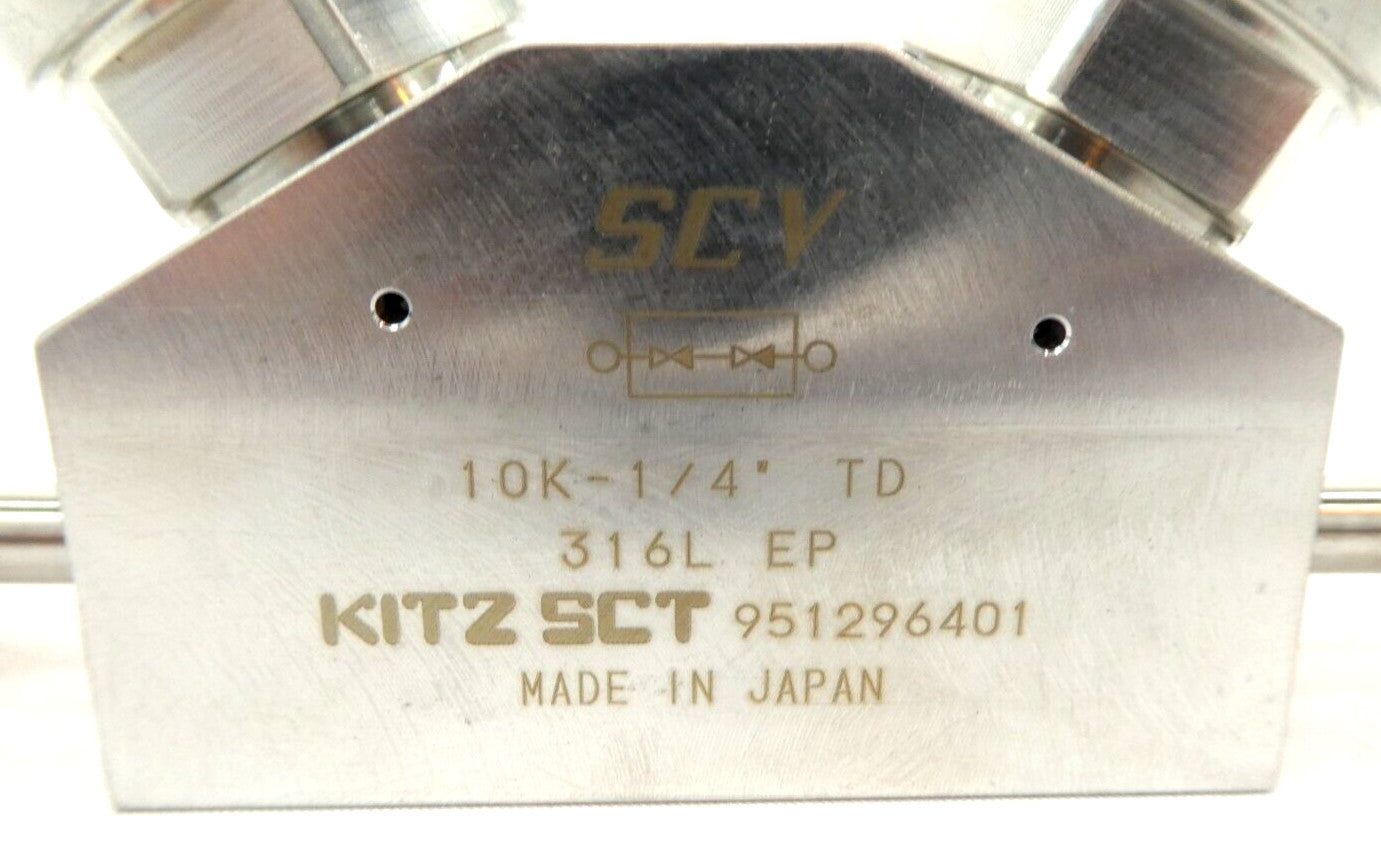 SCV
10K-1/4" TD
316L EP
KITZ SCT 951296401
MADE IN JAPAN